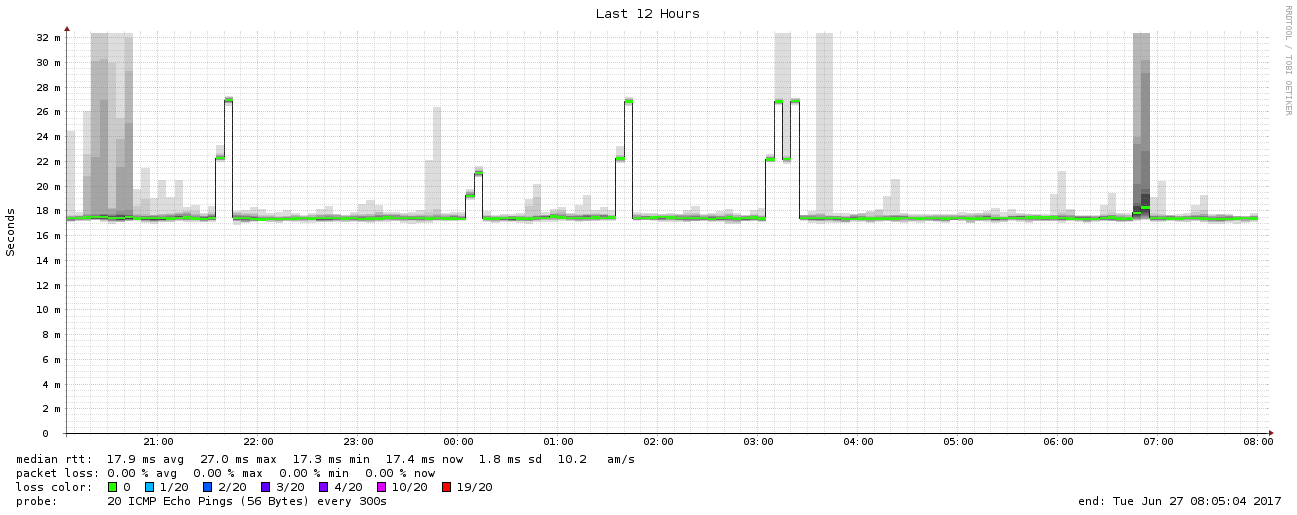 Last 12 Hours
RRDTOOL / TOBI OETIKER
Seconds
32 m
30 m
28 m
26 m
24 m
22 m
20 m
18 m
16 m
14 m
12 m
10 m
8 m
6 m
4 m
2 m
0
21:00 22:00 23:00 00:00 01:00 02:00 03:00 04:00 05:00 06:00 07:00 08:00
median rtt: 17.9 ms avg 27.0 ms max 17.3 ms min 17.4 ms now 1.8 ms sd 10.2 am/s
packet loss: 0.00 % avg 0.00 % max 0.00 % min 0.00 % now
loss color: 0 1/20 2/20 3/20 4/20 10/20 19/20
probe: 20 ICMP Echo Pings (56 Bytes) every 300s end: Tue Jun 27 08:05:04 2017